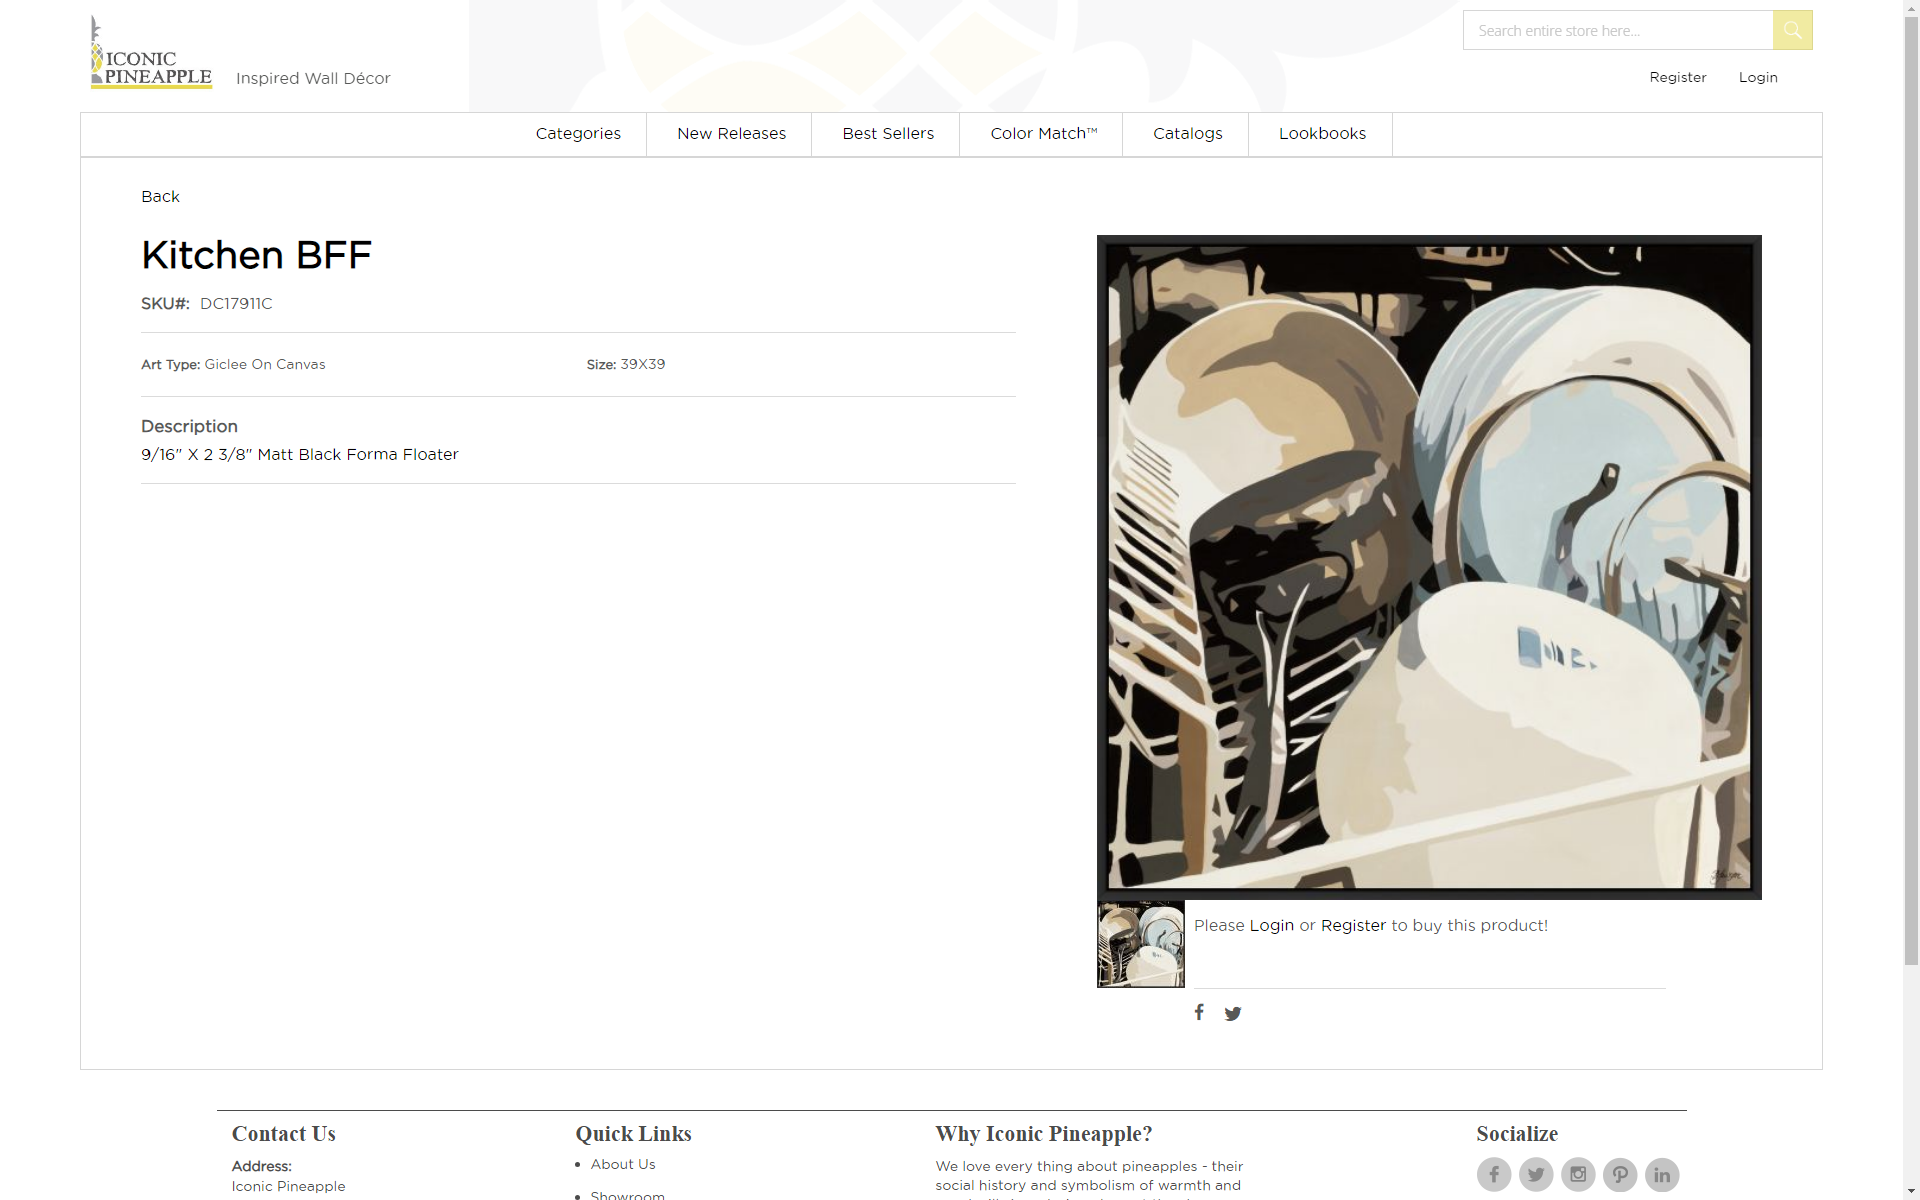 ICONIC
PINEAPPLE
Inspired Wall Décor
Search entire store here...
Register
Login
Categories
New Releases
Best Sellers
Color Match™
Catalogs
Lookbooks
Back
Kitchen BFF
SKU#: DC17911C
Art Type: Giclee On Canvas
Size: 39X39
Description
9/16" X 2 3/8" Matt Black Forma Floater
Please Login or Register to buy this product!
Contact Us
Address:
Iconic Pineapple
Quick Links
About Us
Showroom
Why Iconic Pineapple?
We love every thing about pineapples - their
social history and symbolism of warmth and
Socialize